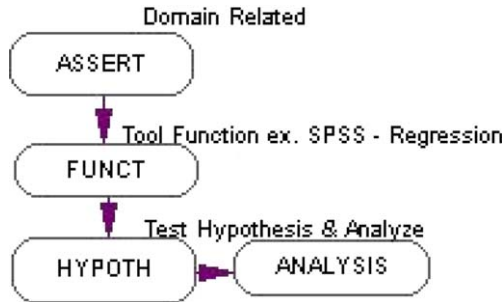 Domain Related
ASSERT
Tool Function ex. SPSS - Regression
FUNCT
Test Hypothesis & Analyze
HYPOTH
ANALYSIS